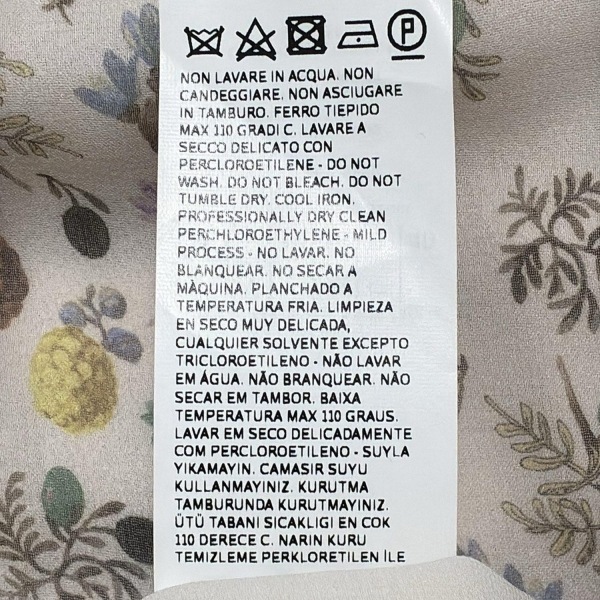 P
NON LAVARE IN ACQUA. NON
CANDEGGIARE. NON ASCIUGARE
IN TAMBURO. FERRO TIEPIDO
MAX 110 GRADI C. LAVARE A
SECCO DELICATO CON
PERCLOROETILENE - DO NOT
WASH. DO NOT BLEACH. DO NOT
TUMBLE DRY. COOL IRON.
PROFESSIONALLY DRY CLEAN
PERCHLOROETHYLENE - MILD
PROCESS - NO LAVAR. NO
BLANQUEAR. NO SECAR A
MÁQUINA. PLANCHADO A
TEMPERATURA FRIA. LIMPIEZA
EN SECO MUY DELICADA,
CUALQUIER SOLVENTE EXCEPTO
TRICLOROETILENO - NÃO LAVAR
EM ÁGUA. NÃO BRANQUEAR. NÃO
SECAR EM TAMBOR. BAIXA
TEMPERATURA MAX 110 GRAUS.
LAVAR EM SECO DELICADAMENTE
COM PERCLOROETILENO - SUYLA
YIKAMAYIN. CAMASIR SUYU
KULLANMAYINIZ. KURUTMA
TAMBURUNDA KURUTMAYINIZ.
ÜTÜ TABANI SICAKLIGI EN COK
110 DERECE C. NARIN KURU
TEMIZLEME PERKLORETILEN İLE